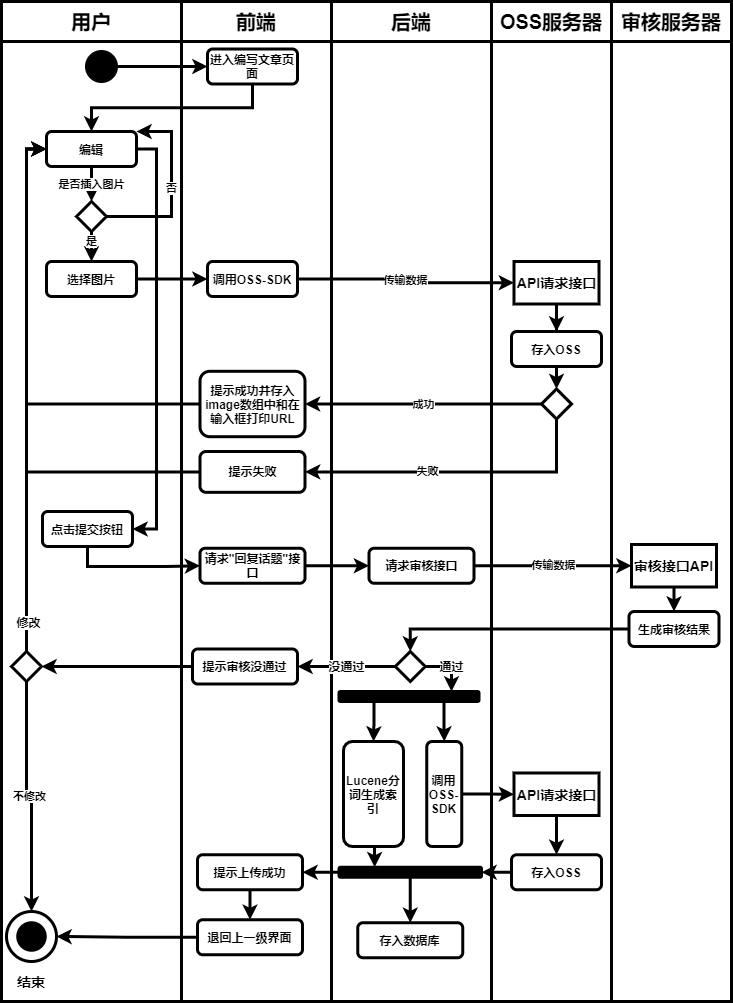 用户
前端
后端
OSS服务器
审核服务器
进入编写文章页
面
编辑
是否插入图片
否
是
选择图片
调用OSS-SDK
传输数据
API请求接口
存入OSS
提示成功并存入
image数组中和在
输入框打印URL
成功
提示失败
失败
点击提交按钮
请求"回复话题"接
口
请求审核接口
传输数据
审核接口API
生成审核结果
修改
提示审核没通过
没通过
通过
Lucene分
词生成索
引
调用
OSS-
SDK
API请求接口
不修改
提示上传成功
存入OSS
退回上一级界面
存入数据库
结束